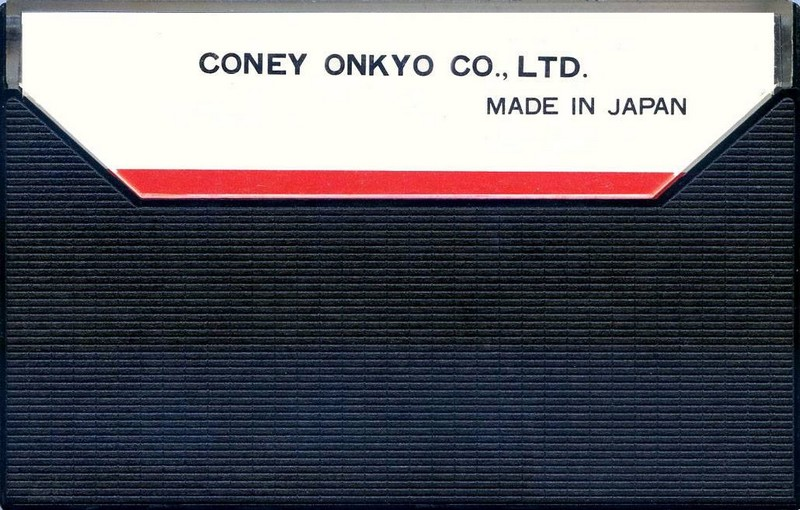 CONEY ONKYO CO., LTD.
MADE IN JAPAN